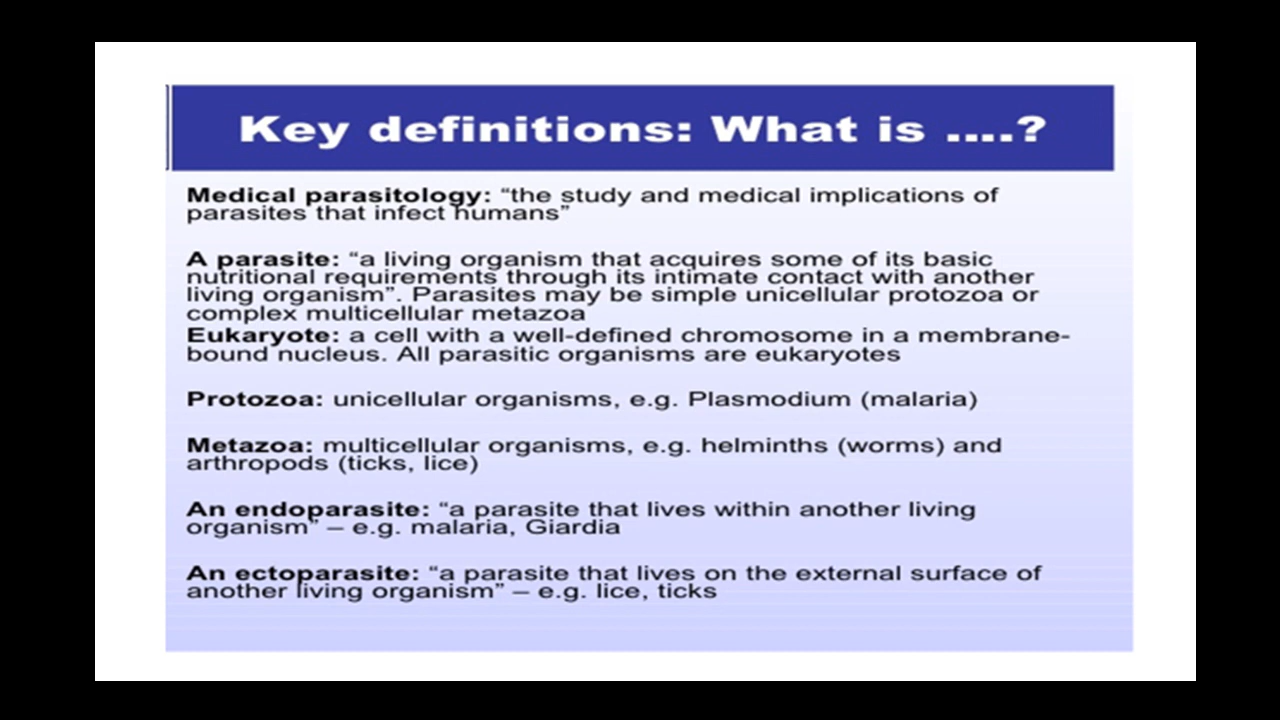 Key definitions: What is ....?
Medical parasitology: “the study and medical implications of
parasites that infect humans”
A parasite: “a living organism that acquires some of its basic
nutritional requirements through its intimate contact with another
living organism”. Parasites may be simple unicellular protozoa or
complex multicellular metazoa
Eukaryote: a cell with a well-defined chromosome in a membrane-
bound nucleus. All parasitic organisms are eukaryotes
Protozoa: unicellular organisms, e.g. Plasmodium (malaria)
Metazoa: multicellular organisms, e.g. helminths (worms) and
arthropods (ticks, lice)
An endoparasite: “a parasite that lives within another living
organism” – e.g. malaria, Giardia
An ectoparasite: “a parasite that lives on the external surface of
another living organism” – e.g. lice, ticks